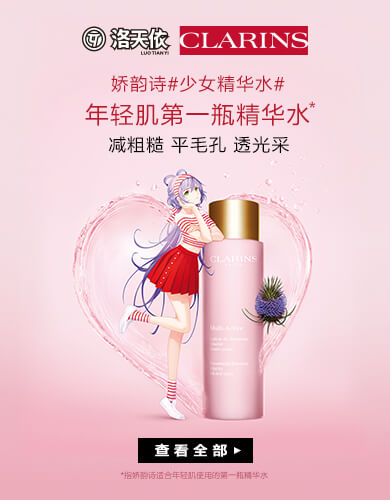 洛天依
LUO TIANYI
CLARINS
娇韵诗#少女精华水#
年轻肌第一瓶精华水*
减粗糙 平毛孔 透光采
CLARINS
Multi-Active
查看全部
*指娇韵诗适合年轻肌使用的第一瓶精华水